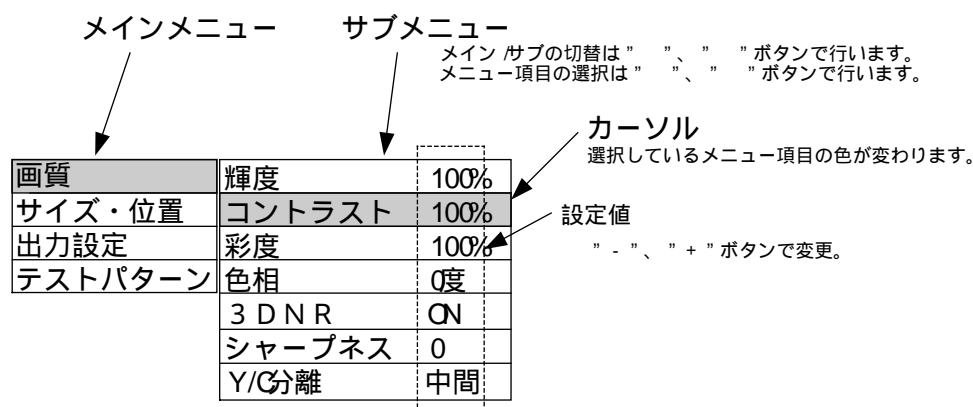 メインメニュー サブメニュー
メイン/サブの切替は”　”、”　”ボタンで行います。
メニュー項目の選択は”　”、”　”ボタンで行います。
カーソル
選択しているメニュー項目の色が変わります。
画質 輝度 100%
サイズ・位置 コントラスト 100%
設定値
出力設定 彩度 100%
”-”、”+”ボタンで変更。
テストパターン 色相 0度
３ＤＮＲ ON
シャープネス 0
Y/C分離 中間